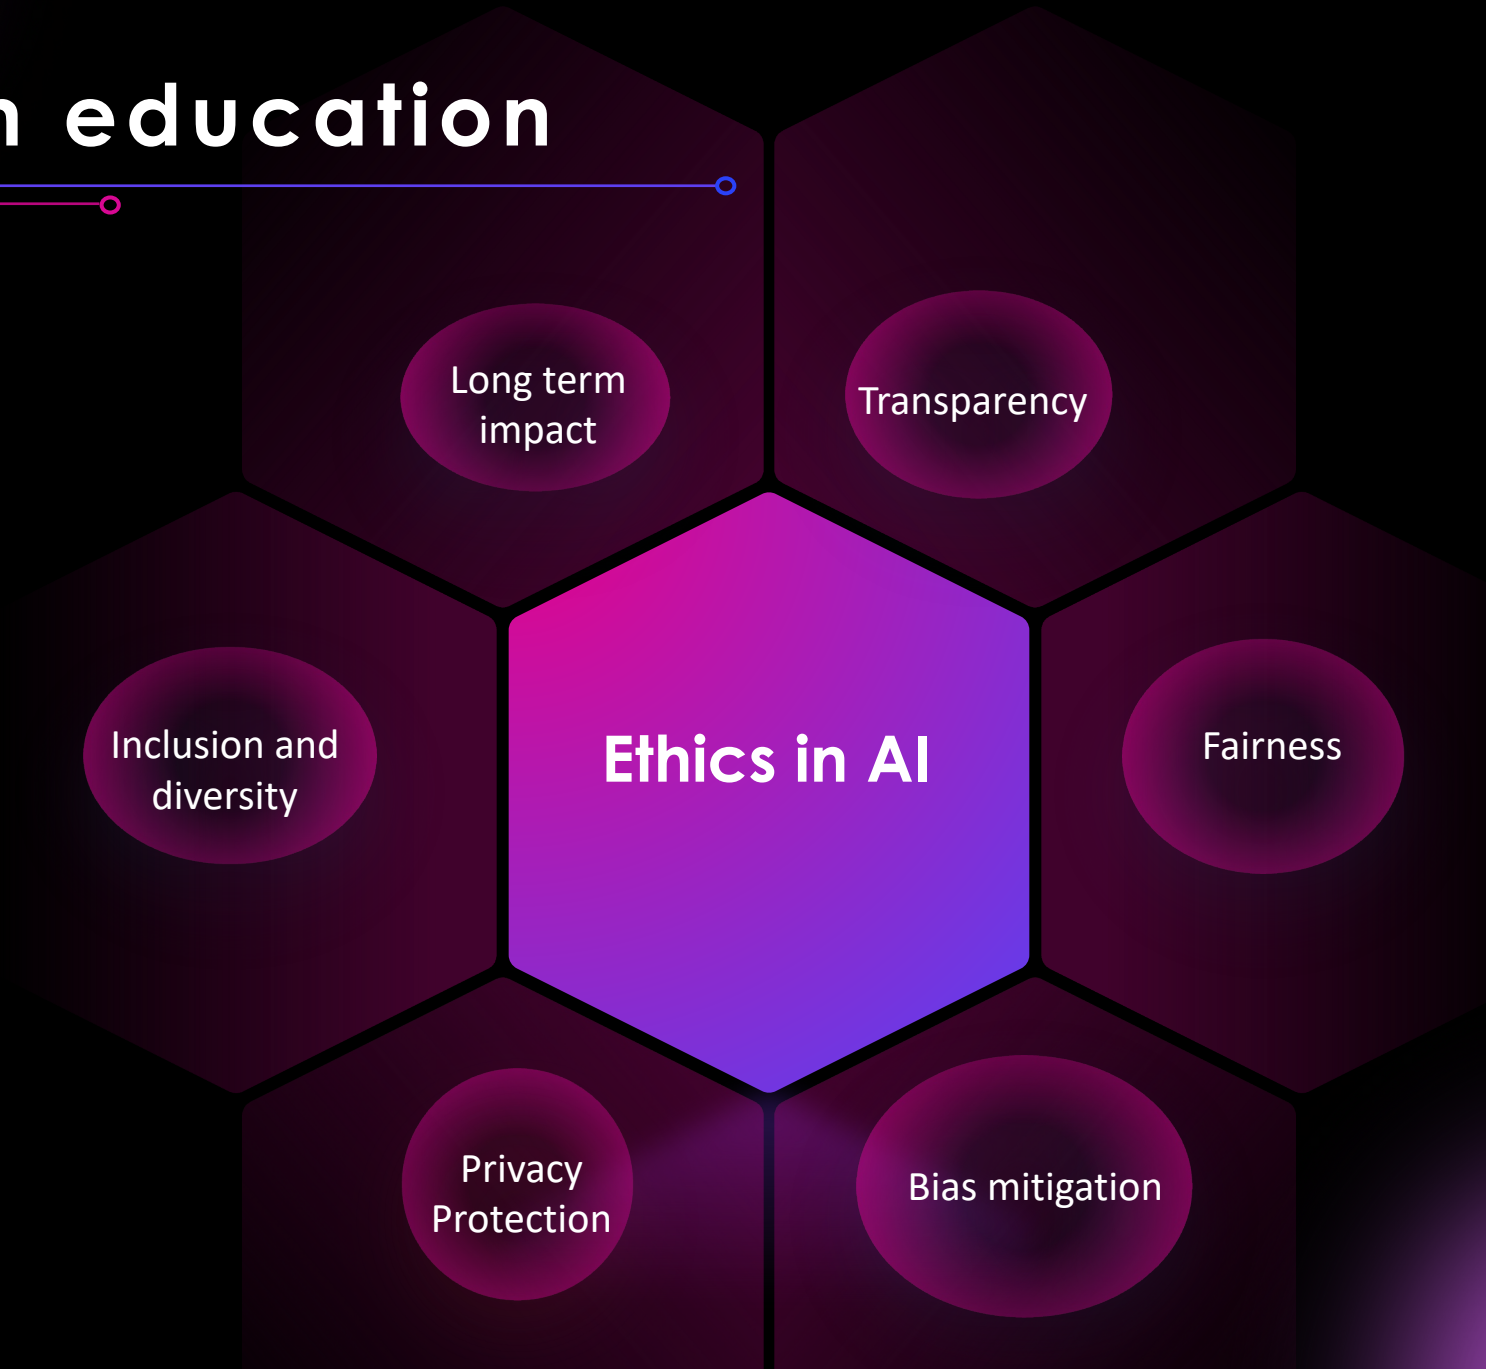 n education
Long term
impact
Transparency
Inclusion and
diversity
Ethics in AI
Fairness
Privacy
Protection
Bias mitigation